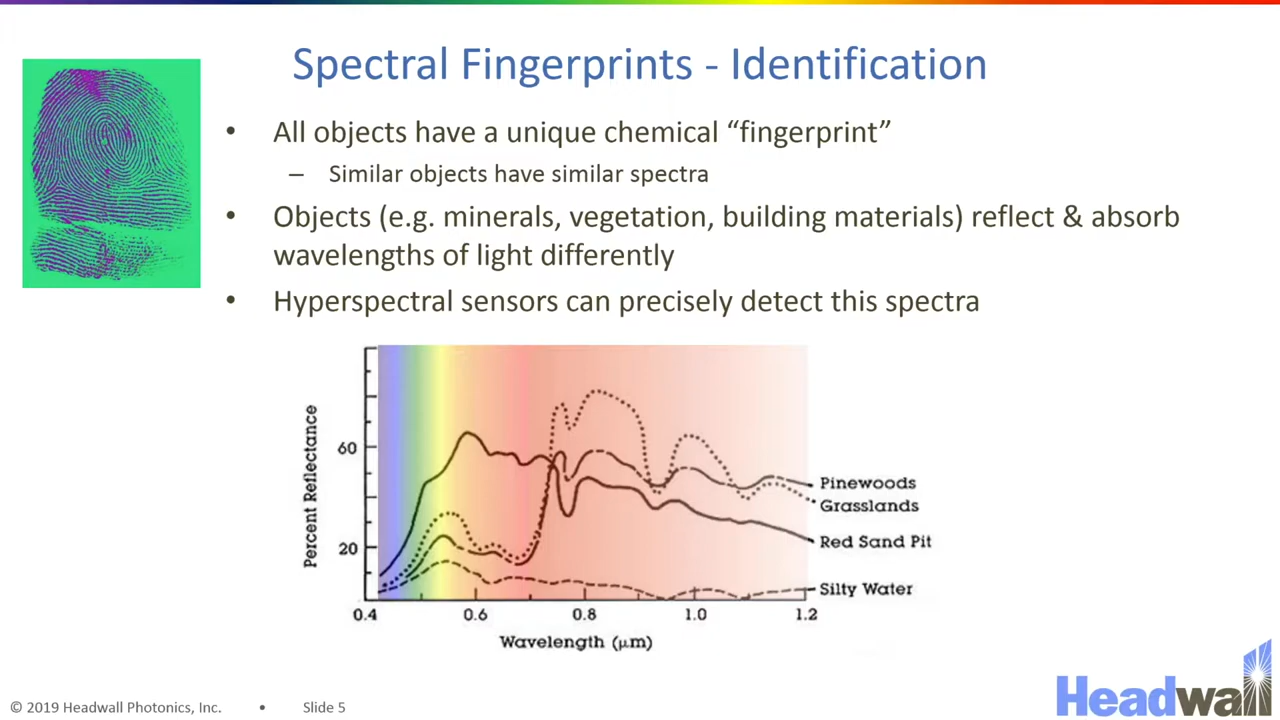 Spectral Fingerprints - Identification
• All objects have a unique chemical “fingerprint”
– Similar objects have similar spectra
• Objects (e.g. minerals, vegetation, building materials) reflect & absorb
wavelengths of light differently
• Hyperspectral sensors can precisely detect this spectra
Percent Reflectance
60
20
Pinewoods
Grasslands
Red Sand Pit
Silty Water
0.4 0.6 0.8 1.0 1.2
Wavelength (μm)
© 2019 Headwall Photonics, Inc. • Slide 5
Headwall